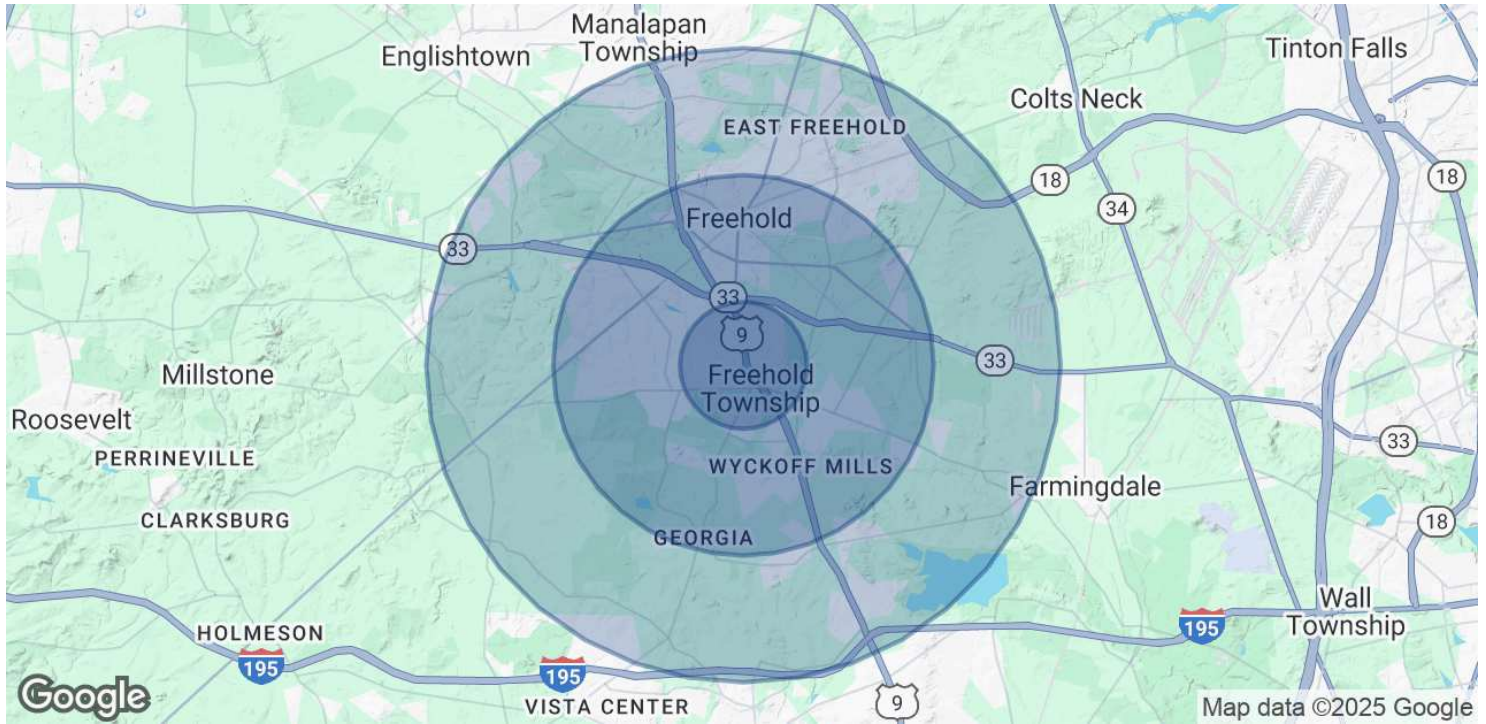 Manalapan
Township
Englishtown
Tinton Falls
Colts Neck
EAST FREEHOLD
18
18
34
Freehold
33
33
9
33
Freehold
Township
Millstone
Roosevelt
PERRINEVILLE
WYCKOFF MILLS
33
Farmingdale
CLARKSBURG
18
GEORGIA
Wall
Township
HOLMESON
195
195
195
VISTA CENTER
9
Google
Map data ©2025 Google